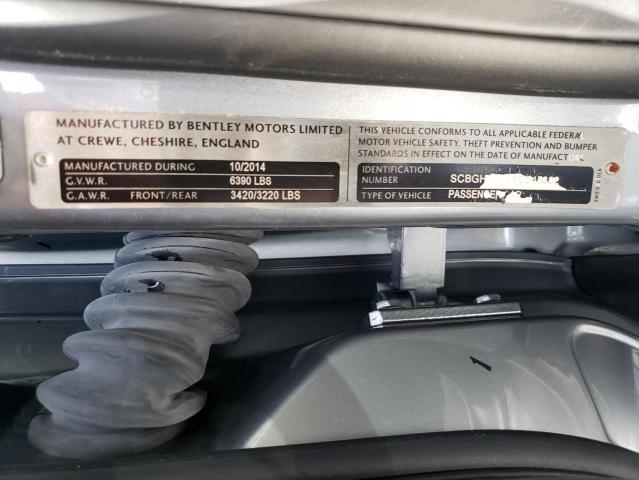 MANUFACTURED BY BENTLEY MOTORS LIMITED
AT CREWE, CHESHIRE, ENGLAND
MANUFACTURED DURING 10/2014
G.V.W.R. 6390 LBS
G.A.W.R. FRONT/REAR 3420/3220 LBS
THIS VEHICLE CONFORMS TO ALL APPLICABLE FEDERAL
MOTOR VEHICLE SAFETY, THEFT PREVENTION AND BUMPER
STANDARDS IN EFFECT ON THE DATE OF MANUFACTURE
IDENTIFICATION
NUMBER
TYPE OF VEHICLE PASSENGER CAR